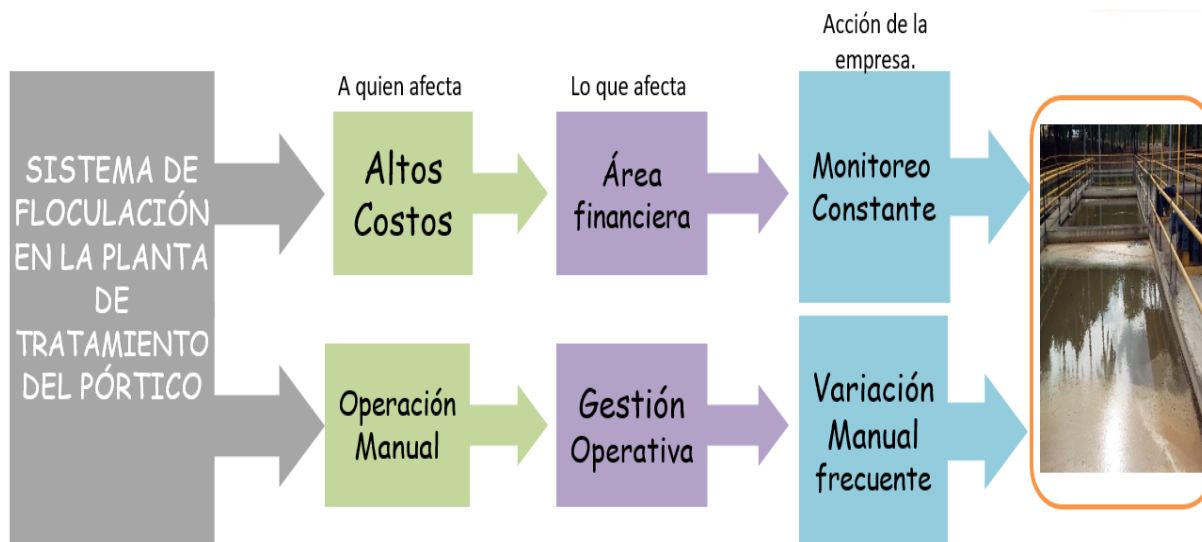 SISTEMA DE
FLOCULACIÓN
EN LA PLANTA
DE
TRATAMIENTO
DEL PÓRTICO
A quien afecta
Altos
Costos
Operación
Manual
Lo que afecta
Área
financiera
Gestión
Operativa
Acción de la
empresa.
Monitoreo
Constante
Variación
Manual
frecuente